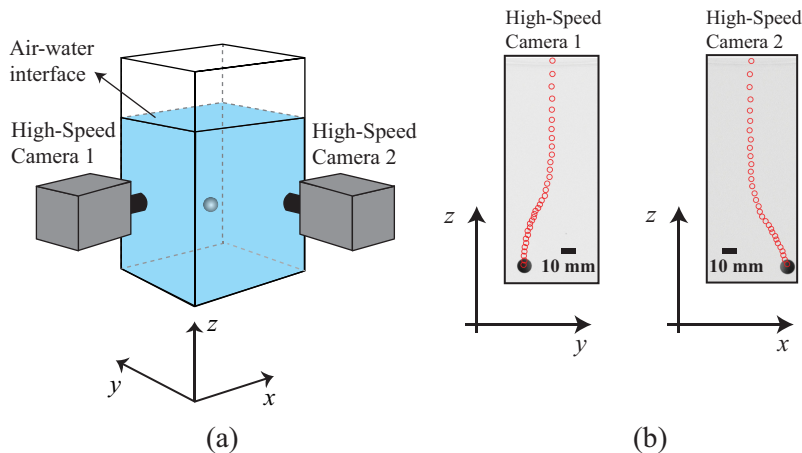 Air-water
interface
High-Speed
Camera 1
High-Speed
Camera 2
z
y
x
(a)
High-Speed
Camera 1
z
10 mm
y
High-Speed
Camera 2
z
10 mm
x
(b)